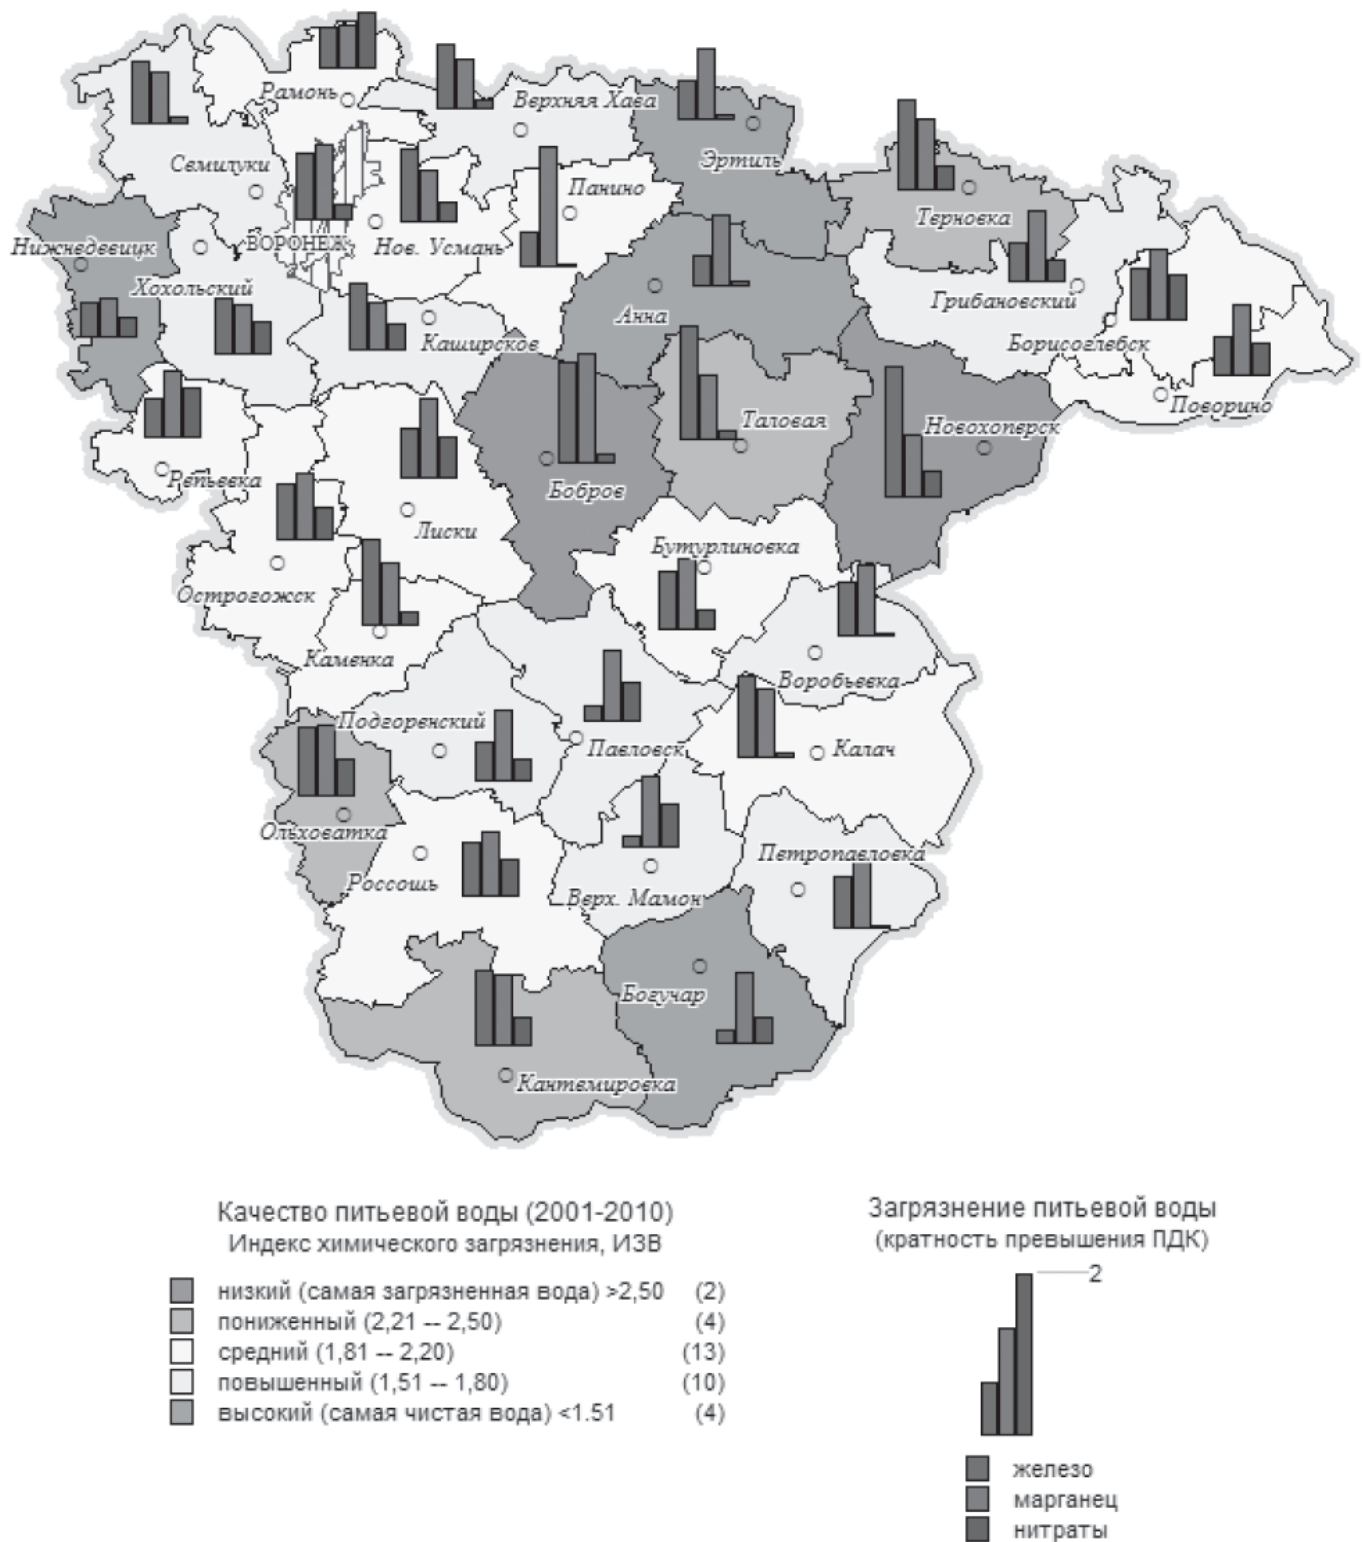 Рамонь
Верхняя Хава
Семилуки
Эртиль
Панино
Терновка
Нижнедевицк
ВОРОНЕЖ
Нов. Усмань
Хохольский
Анна
Грибановский
Каширское
Борисоглебск
Поворино
Таловая
Новохоперск
Репьевка
Бобров
Лиски
Бутурлиновка
Острогожск
Каменка
Воробьевка
Подгоренский
Павловск
Калач
Ольховатка
Петропавловка
Россошь
Верх. Мамон
Богучар
Кантемировка
Качество питьевой воды (2001-2010)
Индекс химического загрязнения, ИЗВ
низкий (самая загрязненная вода) >2,50 (2)
пониженный (2,21 -- 2,50) (4)
средний (1,81 -- 2,20) (13)
повышенный (1,51 -- 1,80) (10)
высокий (самая чистая вода) <1.51 (4)
Загрязнение питьевой воды
(кратность превышения ПДК)
2
железо
марганец
нитраты